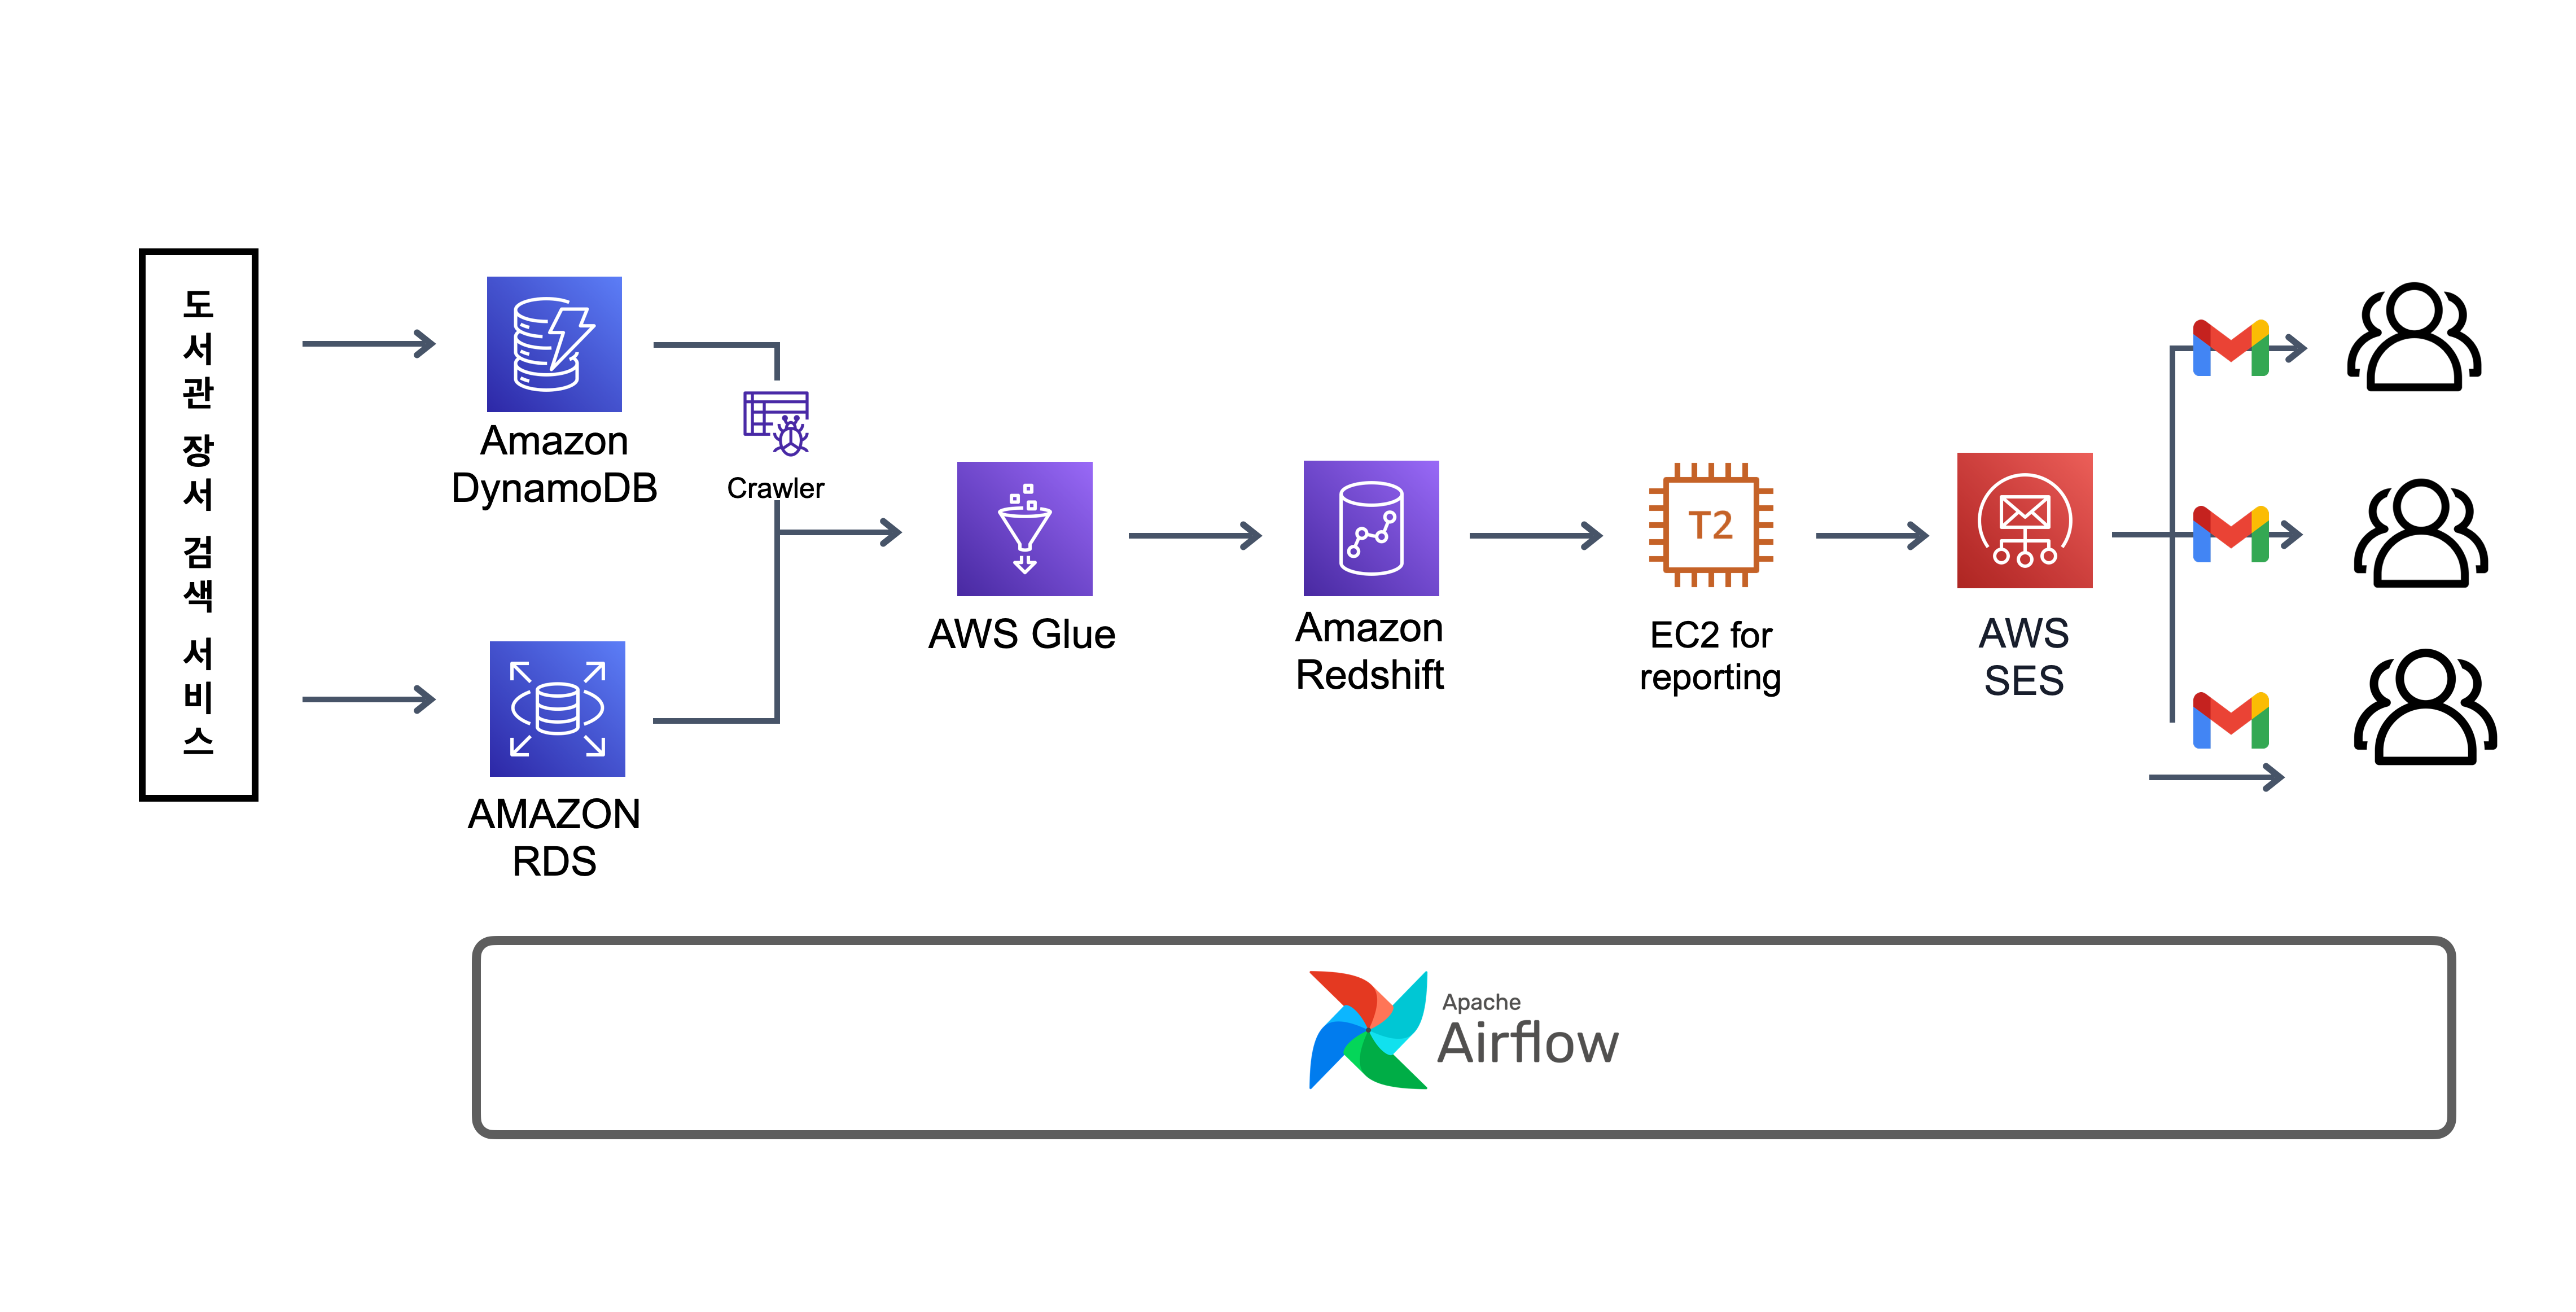 도서관 장서 검색 서비스
Amazon
DynamoDB
Crawler
AMAZON
RDS
AWS Glue
Amazon
Redshift
T2
EC2 for
reporting
AWS
SES
Apache
Airflow